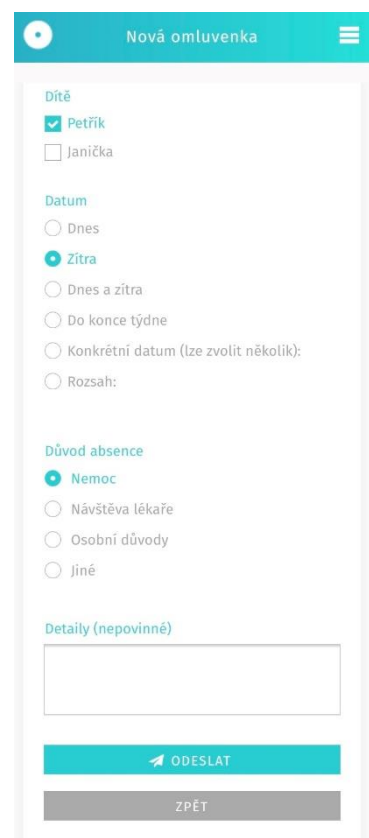 Nová omluvenka
Dítě
Petřík
Janička
Datum
Dnes
Zítra
Dnes a zítra
Do konce týdne
Konkrétní datum (lze zvolit několik):
Rozsah:
Důvod absence
Nemoc
Návštěva lékaře
Osobní důvody
Jiné
Detaily (nepovinné)
ODESLAT
ZPĚT